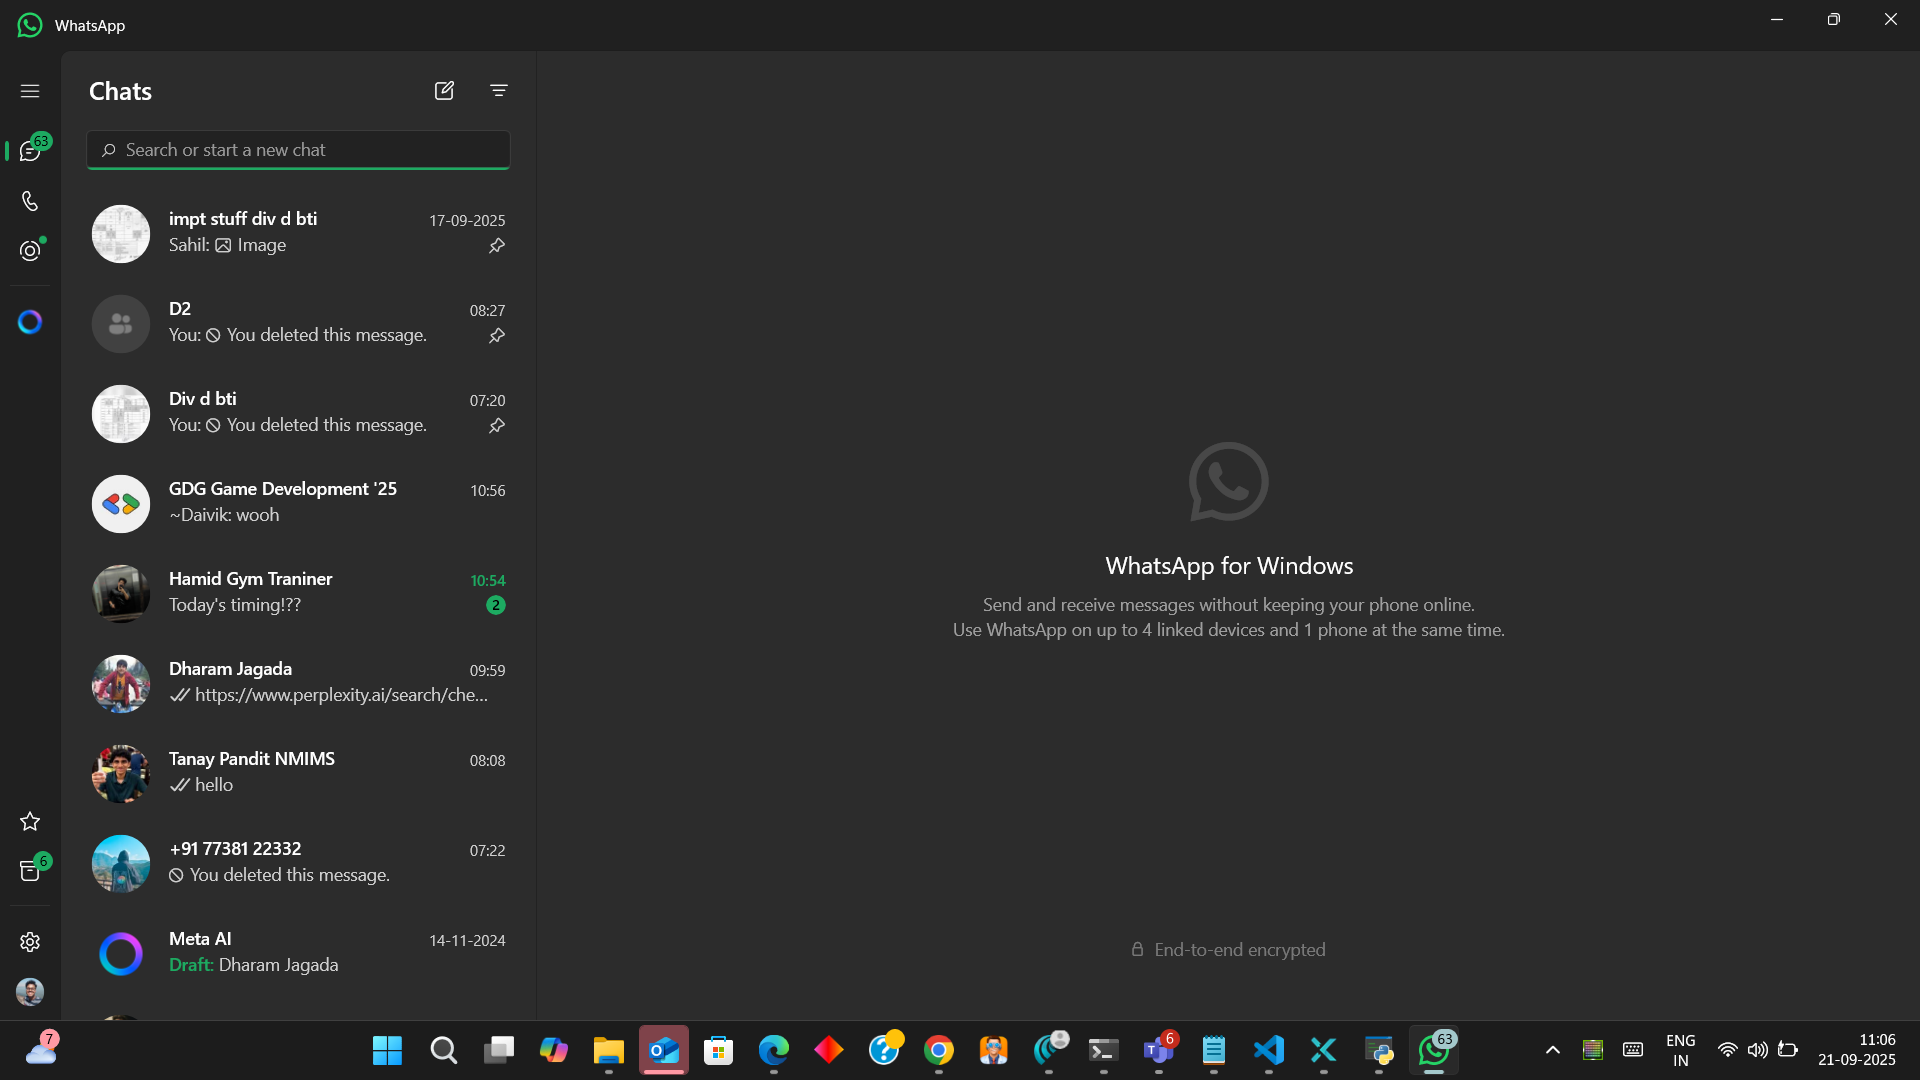 WhatsApp
Chats
63
Search or start a new chat
impt stuff div d bti
17-09-2025
Sahil: Image
D2
08:27
You: You deleted this message.
Div d bti
07:20
You: You deleted this message.
GDG Game Development '25
10:56
~Daivik: wooh
Hamid Gym Traniner
10:54
Today's timing!??
2
Dharam Jagada
09:59
https://www.perplexity.ai/search/che...
Tanay Pandit NMIMS
08:08
hello
+91 77381 22332
07:22
You deleted this message.
6
Meta AI
14-11-2024
Draft: Dharam Jagada
WhatsApp for Windows
Send and receive messages without keeping your phone online.
Use WhatsApp on up to 4 linked devices and 1 phone at the same time.
End-to-end encrypted
7
6
63
ENG
IN
11:06
21-09-2025